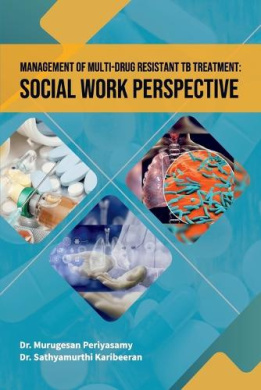 MANAGEMENT OF MULTI-DRUG RESISTANT TB TREATMENT:
SOCIAL WORK PERSPECTIVE
Dr. Murugesan Periyasamy
Dr. Sathyamurthi Karibeeran